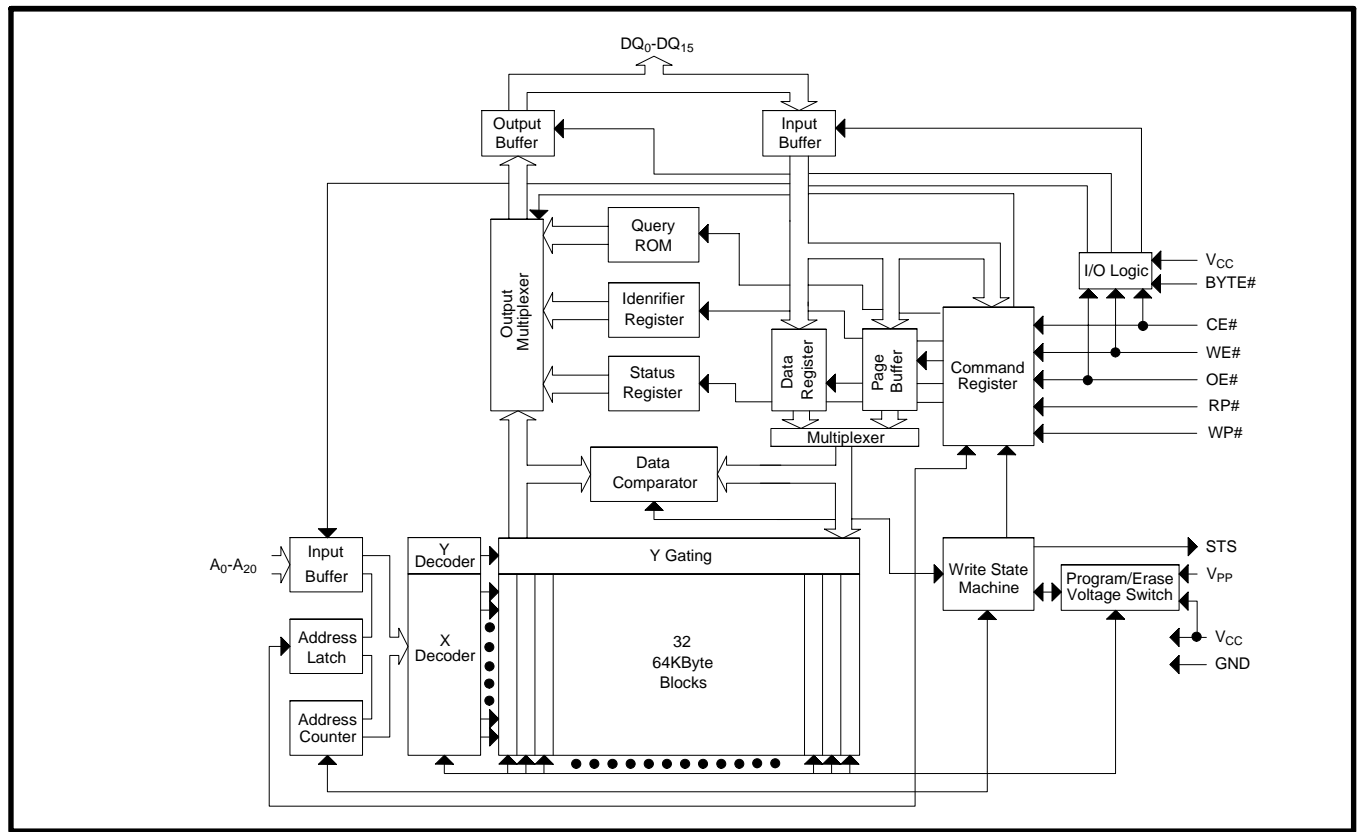 DQ0-DQ15
Output
Buffer
Input
Buffer
Query
ROM
I/O Logic
VCC
BYTE#
Output
Multiplexer
Idenrifier
Register
Data
Register
Page
Buffer
Command
Register
CE#
WE#
OE#
RP#
WP#
Status
Register
Multiplexer
Data
Comparator
A0-A20
Input
Buffer
Y
Decoder
Y Gating
Write State
Machine
STS
Program/Erase
Voltage Switch
VPP
VCC
GND
Address
Latch
X
Decoder
32
64KByte
Blocks
Address
Counter